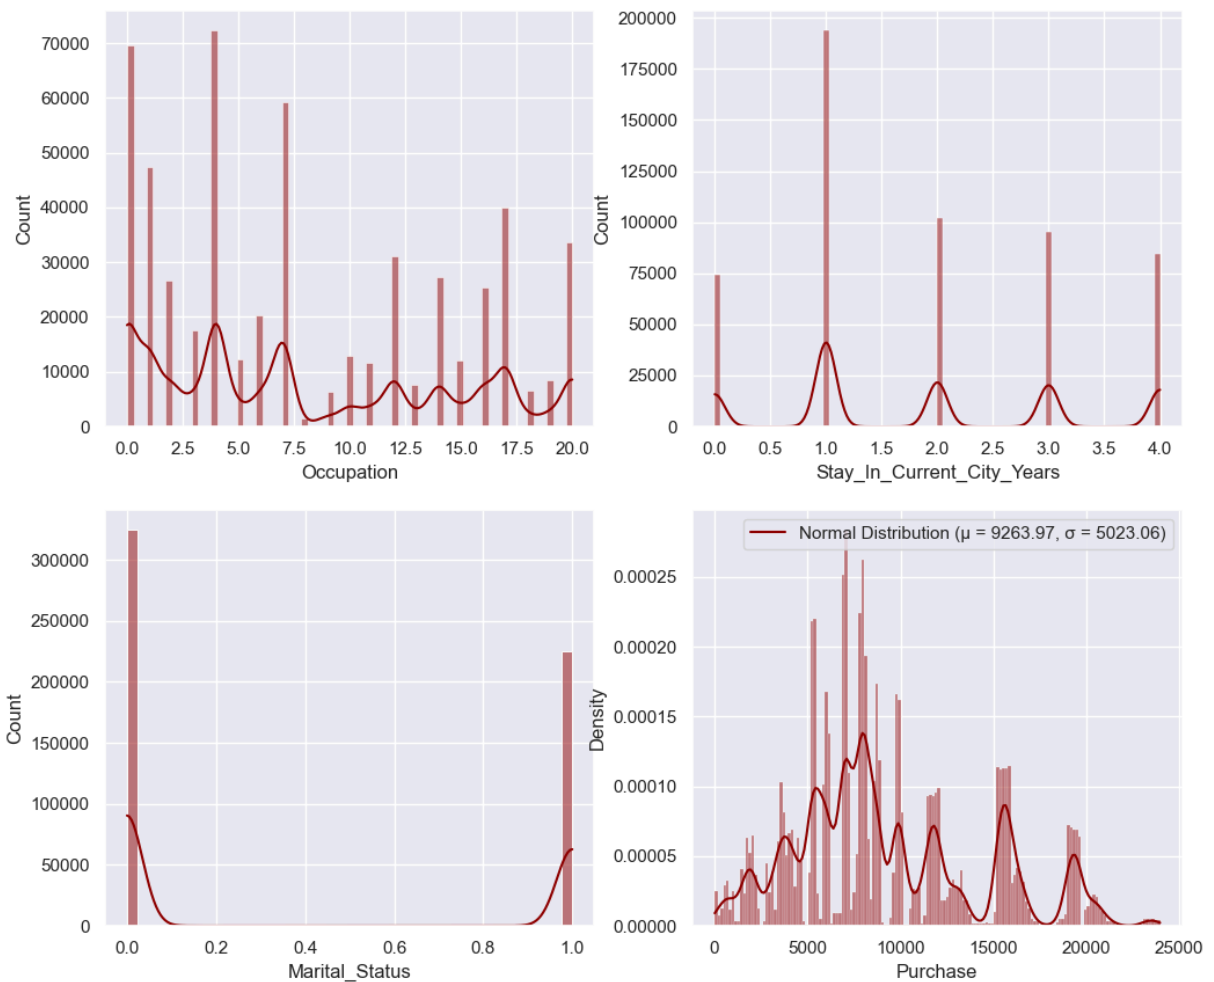 70000
60000
50000
40000
30000
20000
10000
0
Count
0.0 2.5 5.0 7.5 10.0 12.5 15.0 17.5 20.0
Occupation
200000
175000
150000
125000
100000
75000
50000
25000
0
Count
0.0 0.5 1.0 1.5 2.0 2.5 3.0 3.5 4.0
Stay_In_Current_City_Years
300000
250000
200000
150000
100000
50000
0
Count
0.0 0.2 0.4 0.6 0.8 1.0
Marital_Status
Normal Distribution (μ = 9263.97, σ = 5023.06)
0.00025
0.00020
0.00015
0.00010
0.00005
0.00000
Density
0 5000 10000 15000 20000 25000
Purchase